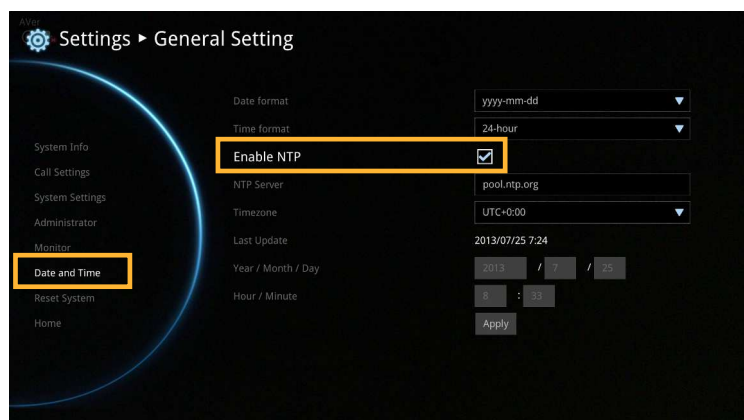 AVer
Settings ▸ General Setting
Date format yyyy-mm-dd
Time format 24-hour
System Info
Enable NTP
Call Settings
NTP Server pool.ntp.org
System Settings
Timezone UTC+0:00
Administrator
Last Update 2013/07/25 7:24
Monitor
Date and Time
Year / Month / Day 2013 / 7 / 25
Reset System
Hour / Minute 8 : 33
Home
Apply